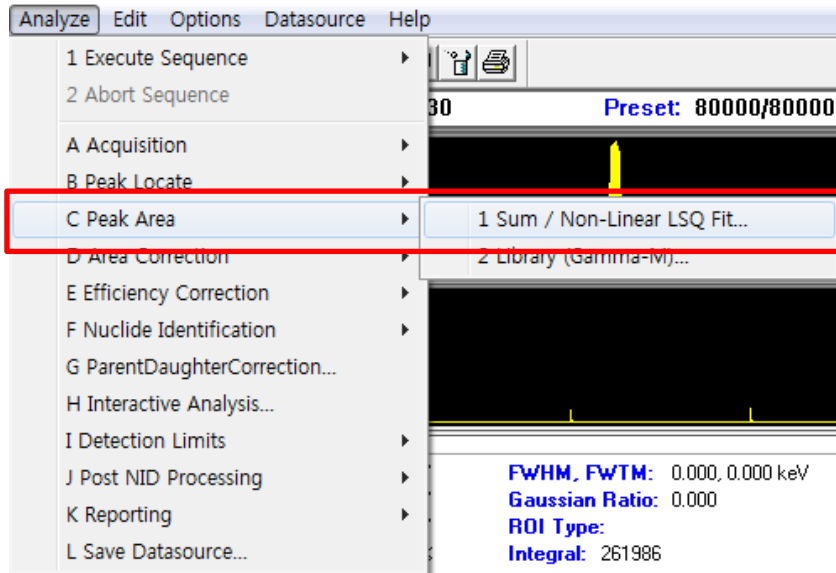 Analyze Edit Options Datasource Help
1 Execute Sequence
2 Abort Sequence
30 Preset: 80000/80000
A Acquisition
B Peak Locate
C Peak Area
1 Sum / Non-Linear LSQ Fit...
D Area Correction
2 Library (Gamma-M)...
E Efficiency Correction
F Nuclide Identification
G ParentDaughterCorrection...
H Interactive Analysis...
I Detection Limits
J Post NID Processing
K Reporting
L Save Datasource...
FWHM, FWTM: 0.000, 0.000 keV
Gaussian Ratio: 0.000
ROI Type:
Integral: 261986